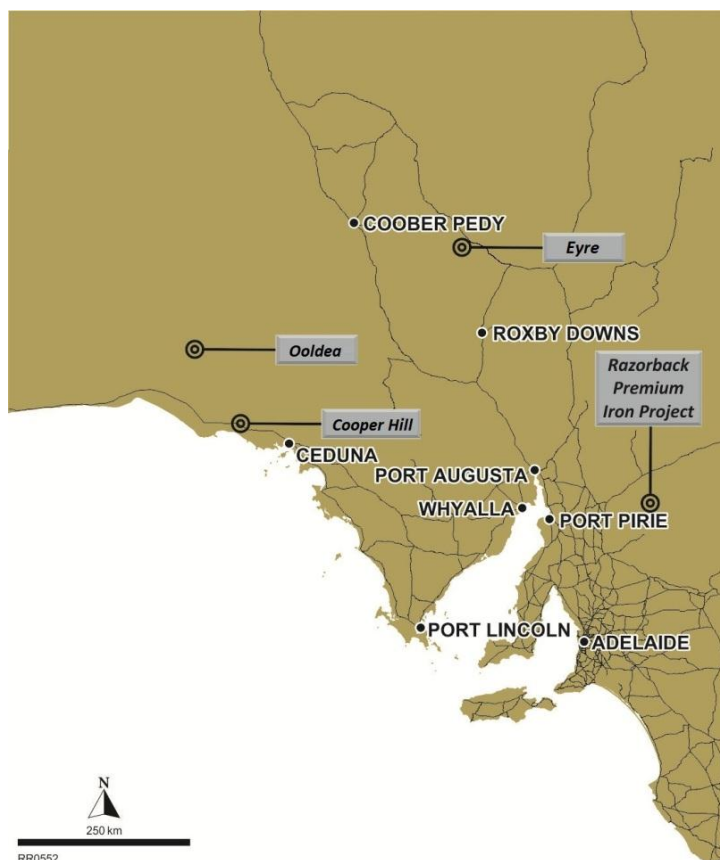 COOBER PEDY
Eyre
ROXBY DOWNS
Ooldea
Razorback
Premium
Iron Project
Cooper Hill
CEDUNA
PORT AUGUSTA
WHYALLA
PORT PIRIE
PORT LINCOLN
ADELAIDE
N
250 km
RR0552